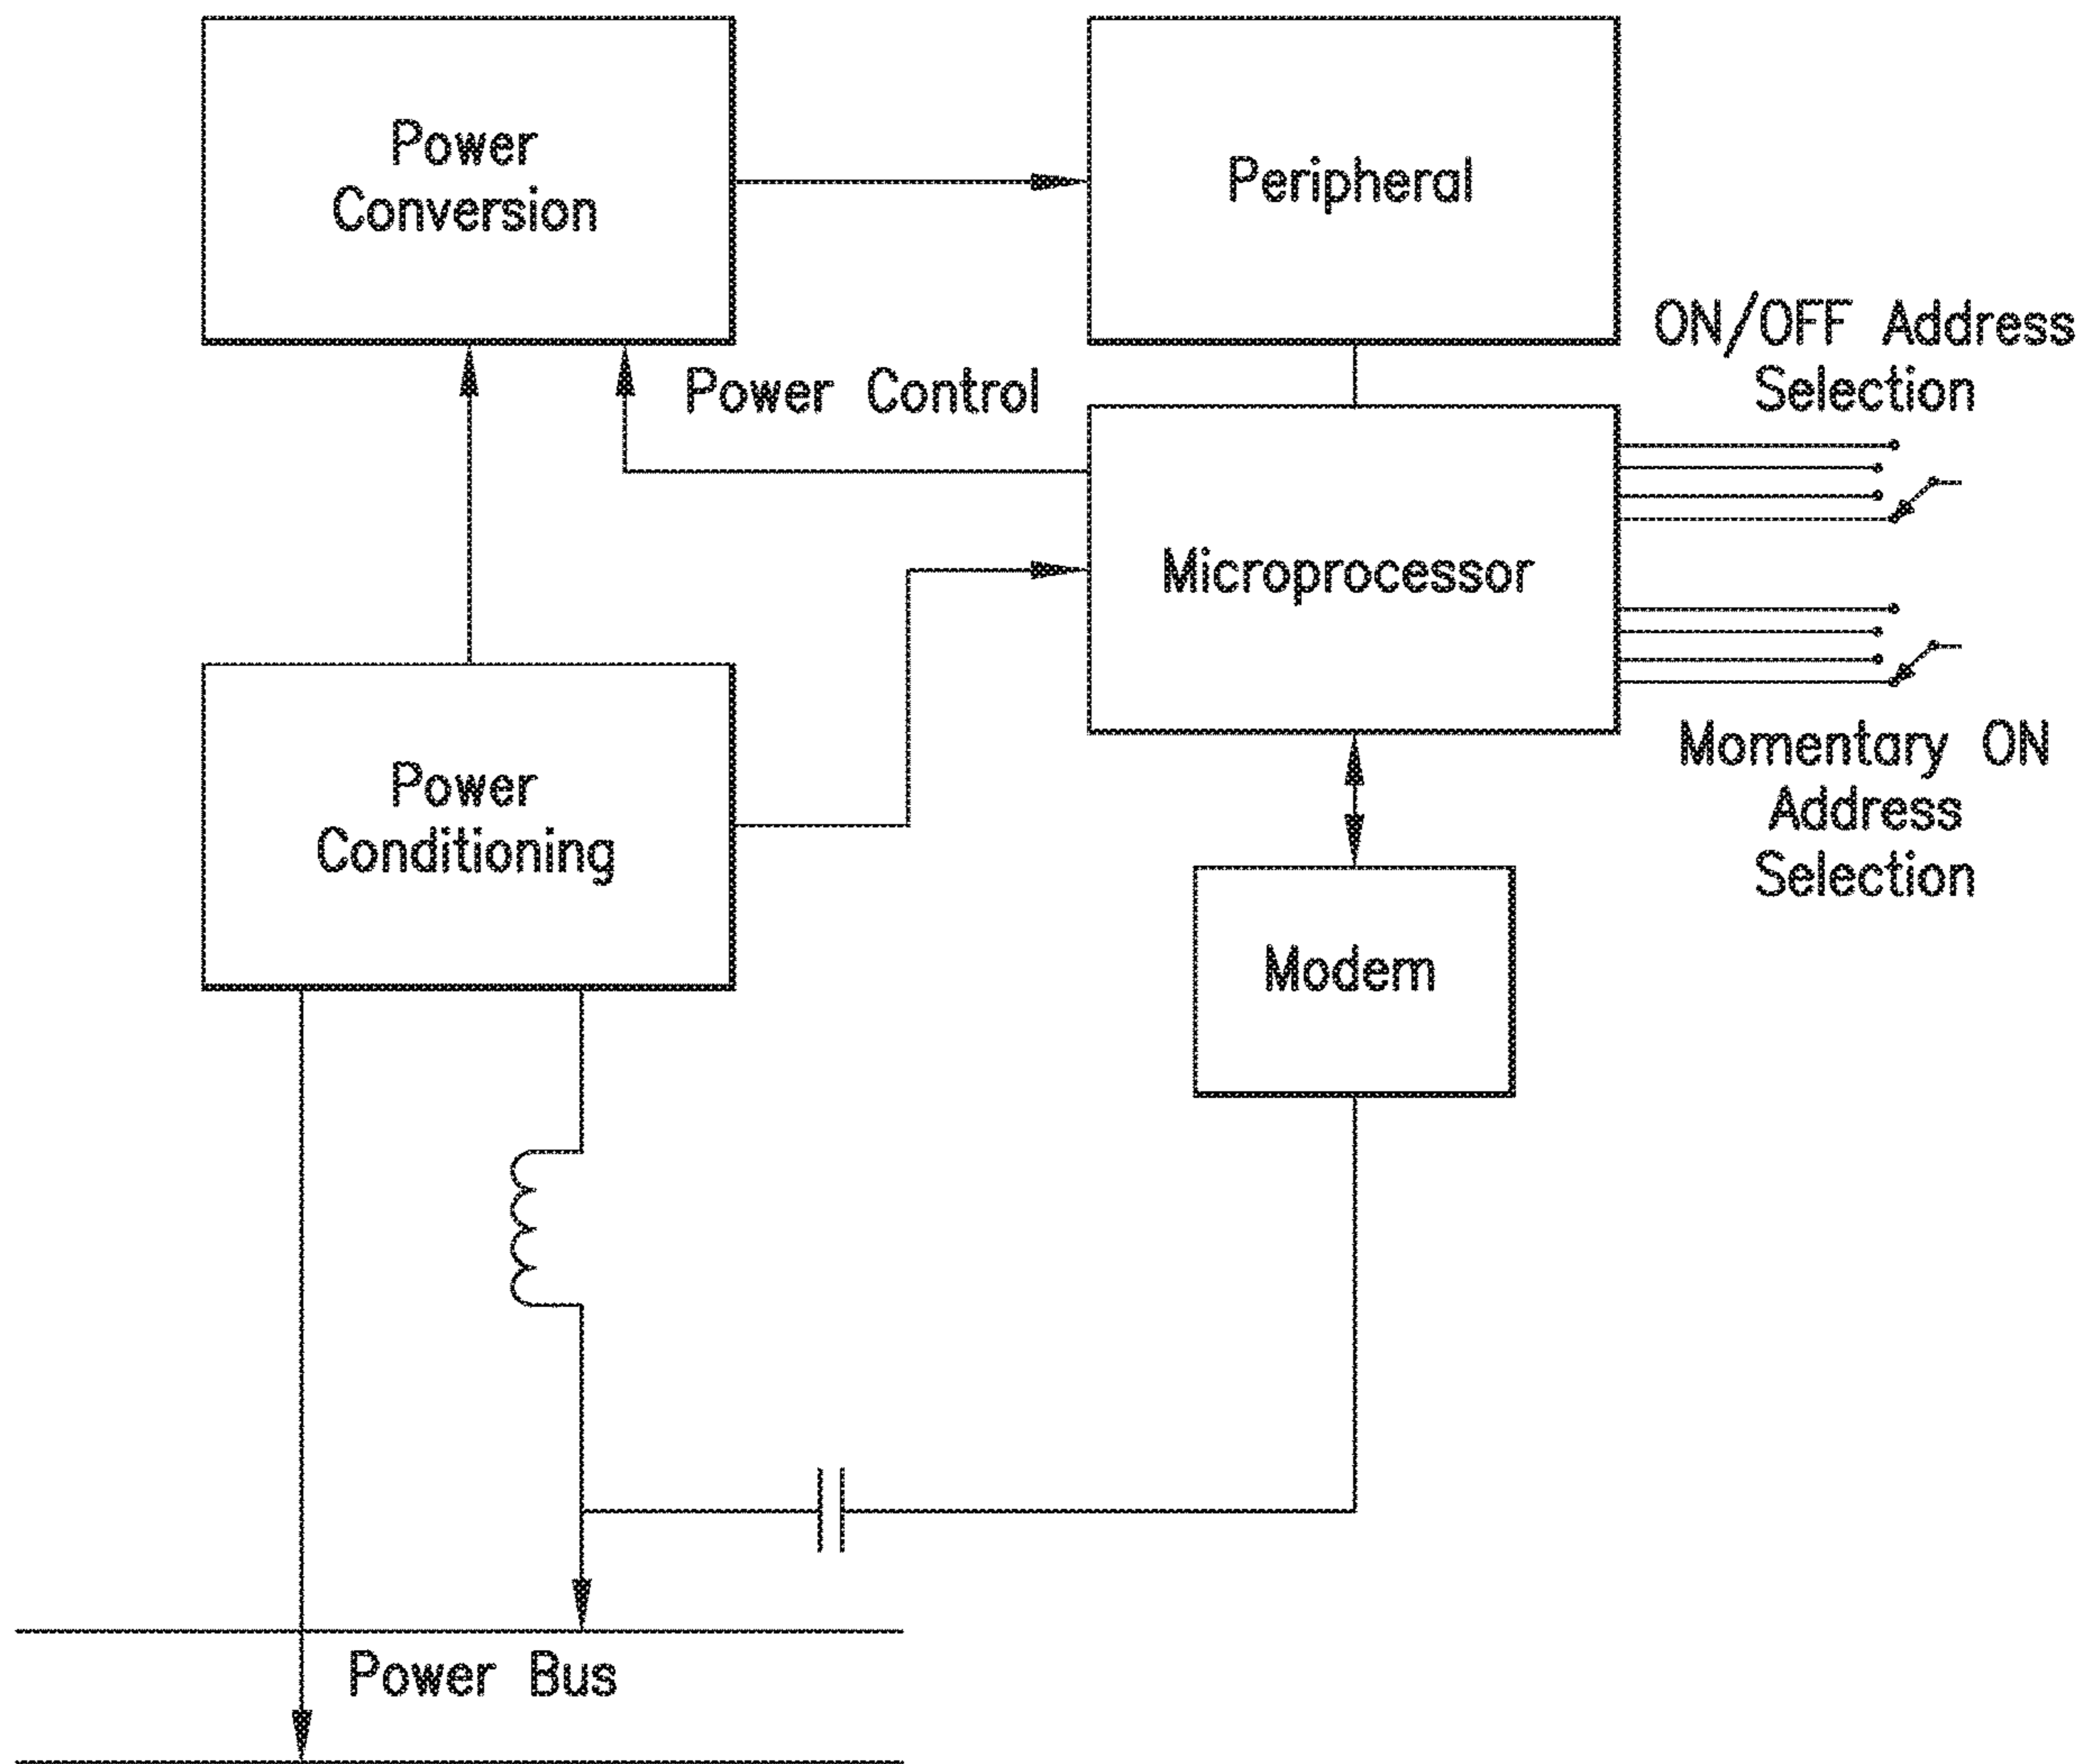 Power
Conversion
Peripheral
ON/OFF Address
Selection
Power Control
Microprocessor
Momentary ON
Address
Selection
Power
Conditioning
Modem
Power Bus